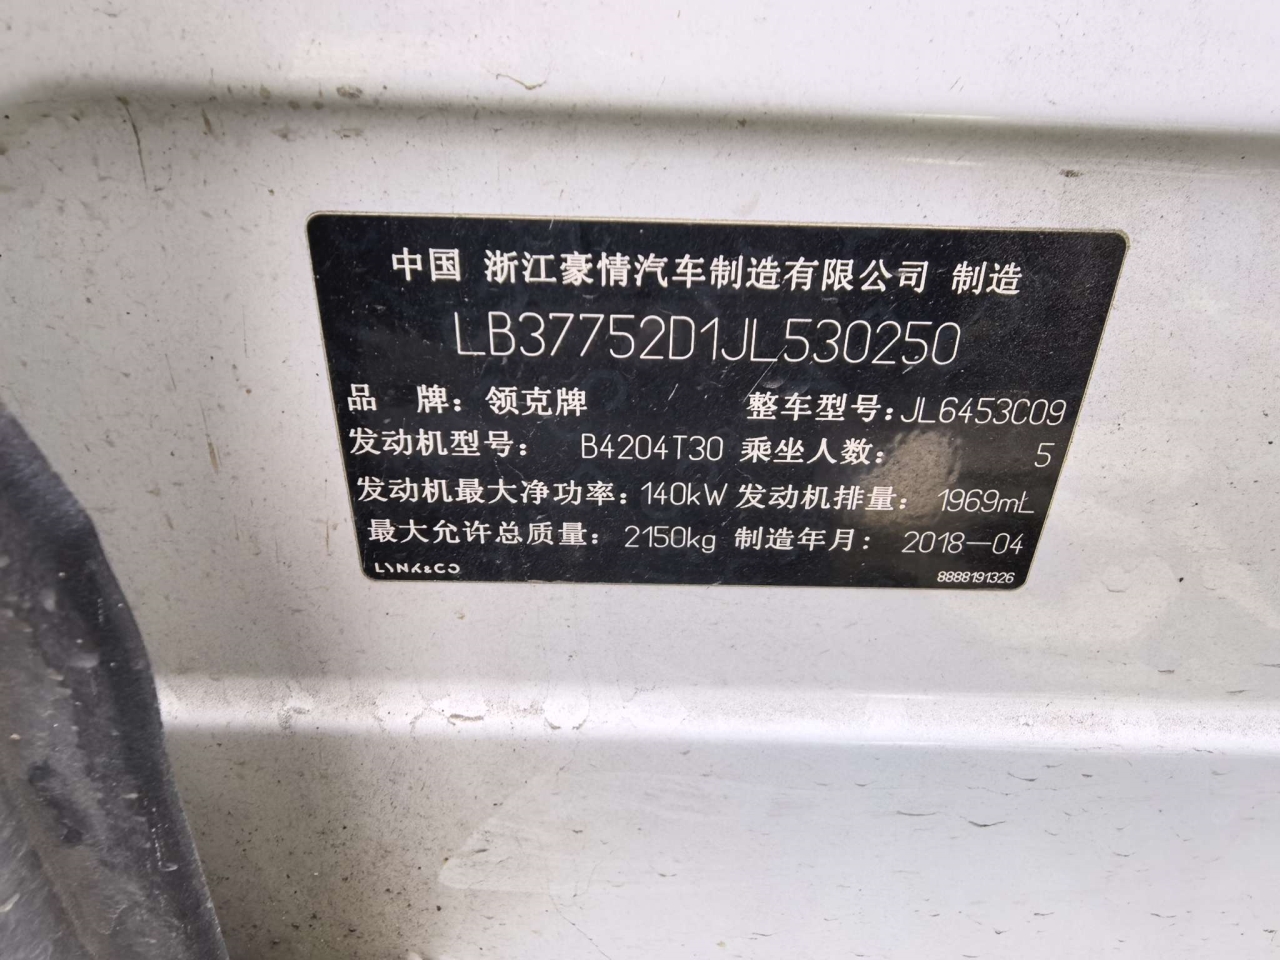 中国 浙江豪情汽车制造有限公司 制造
LB37752D1JL530250
品 牌：领克牌 整车型号：JL6453C09
发动机型号： B4204T30 乘坐人数： 5
发动机最大净功率：140kW 发动机排量： 1969mL
最大允许总质量： 2150kg 制造年月： 2018-04
LYNK&CO 8888191326